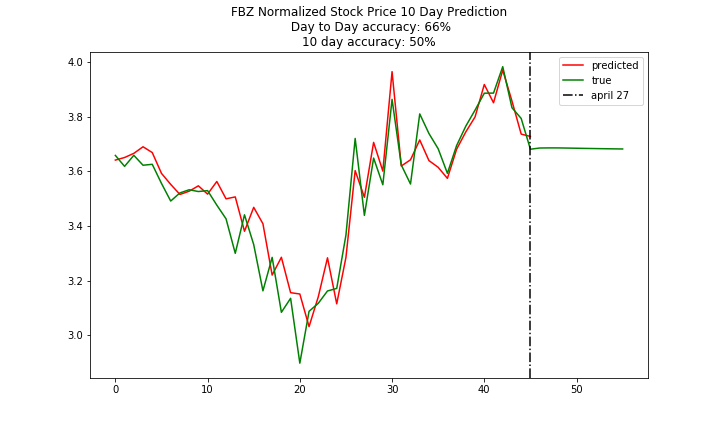 FBZ Normalized Stock Price 10 Day Prediction
Day to Day accuracy: 66%
10 day accuracy: 50%
predicted
true
april 27
4.0
3.8
3.6
3.4
3.2
3.0
0 10 20 30 40 50